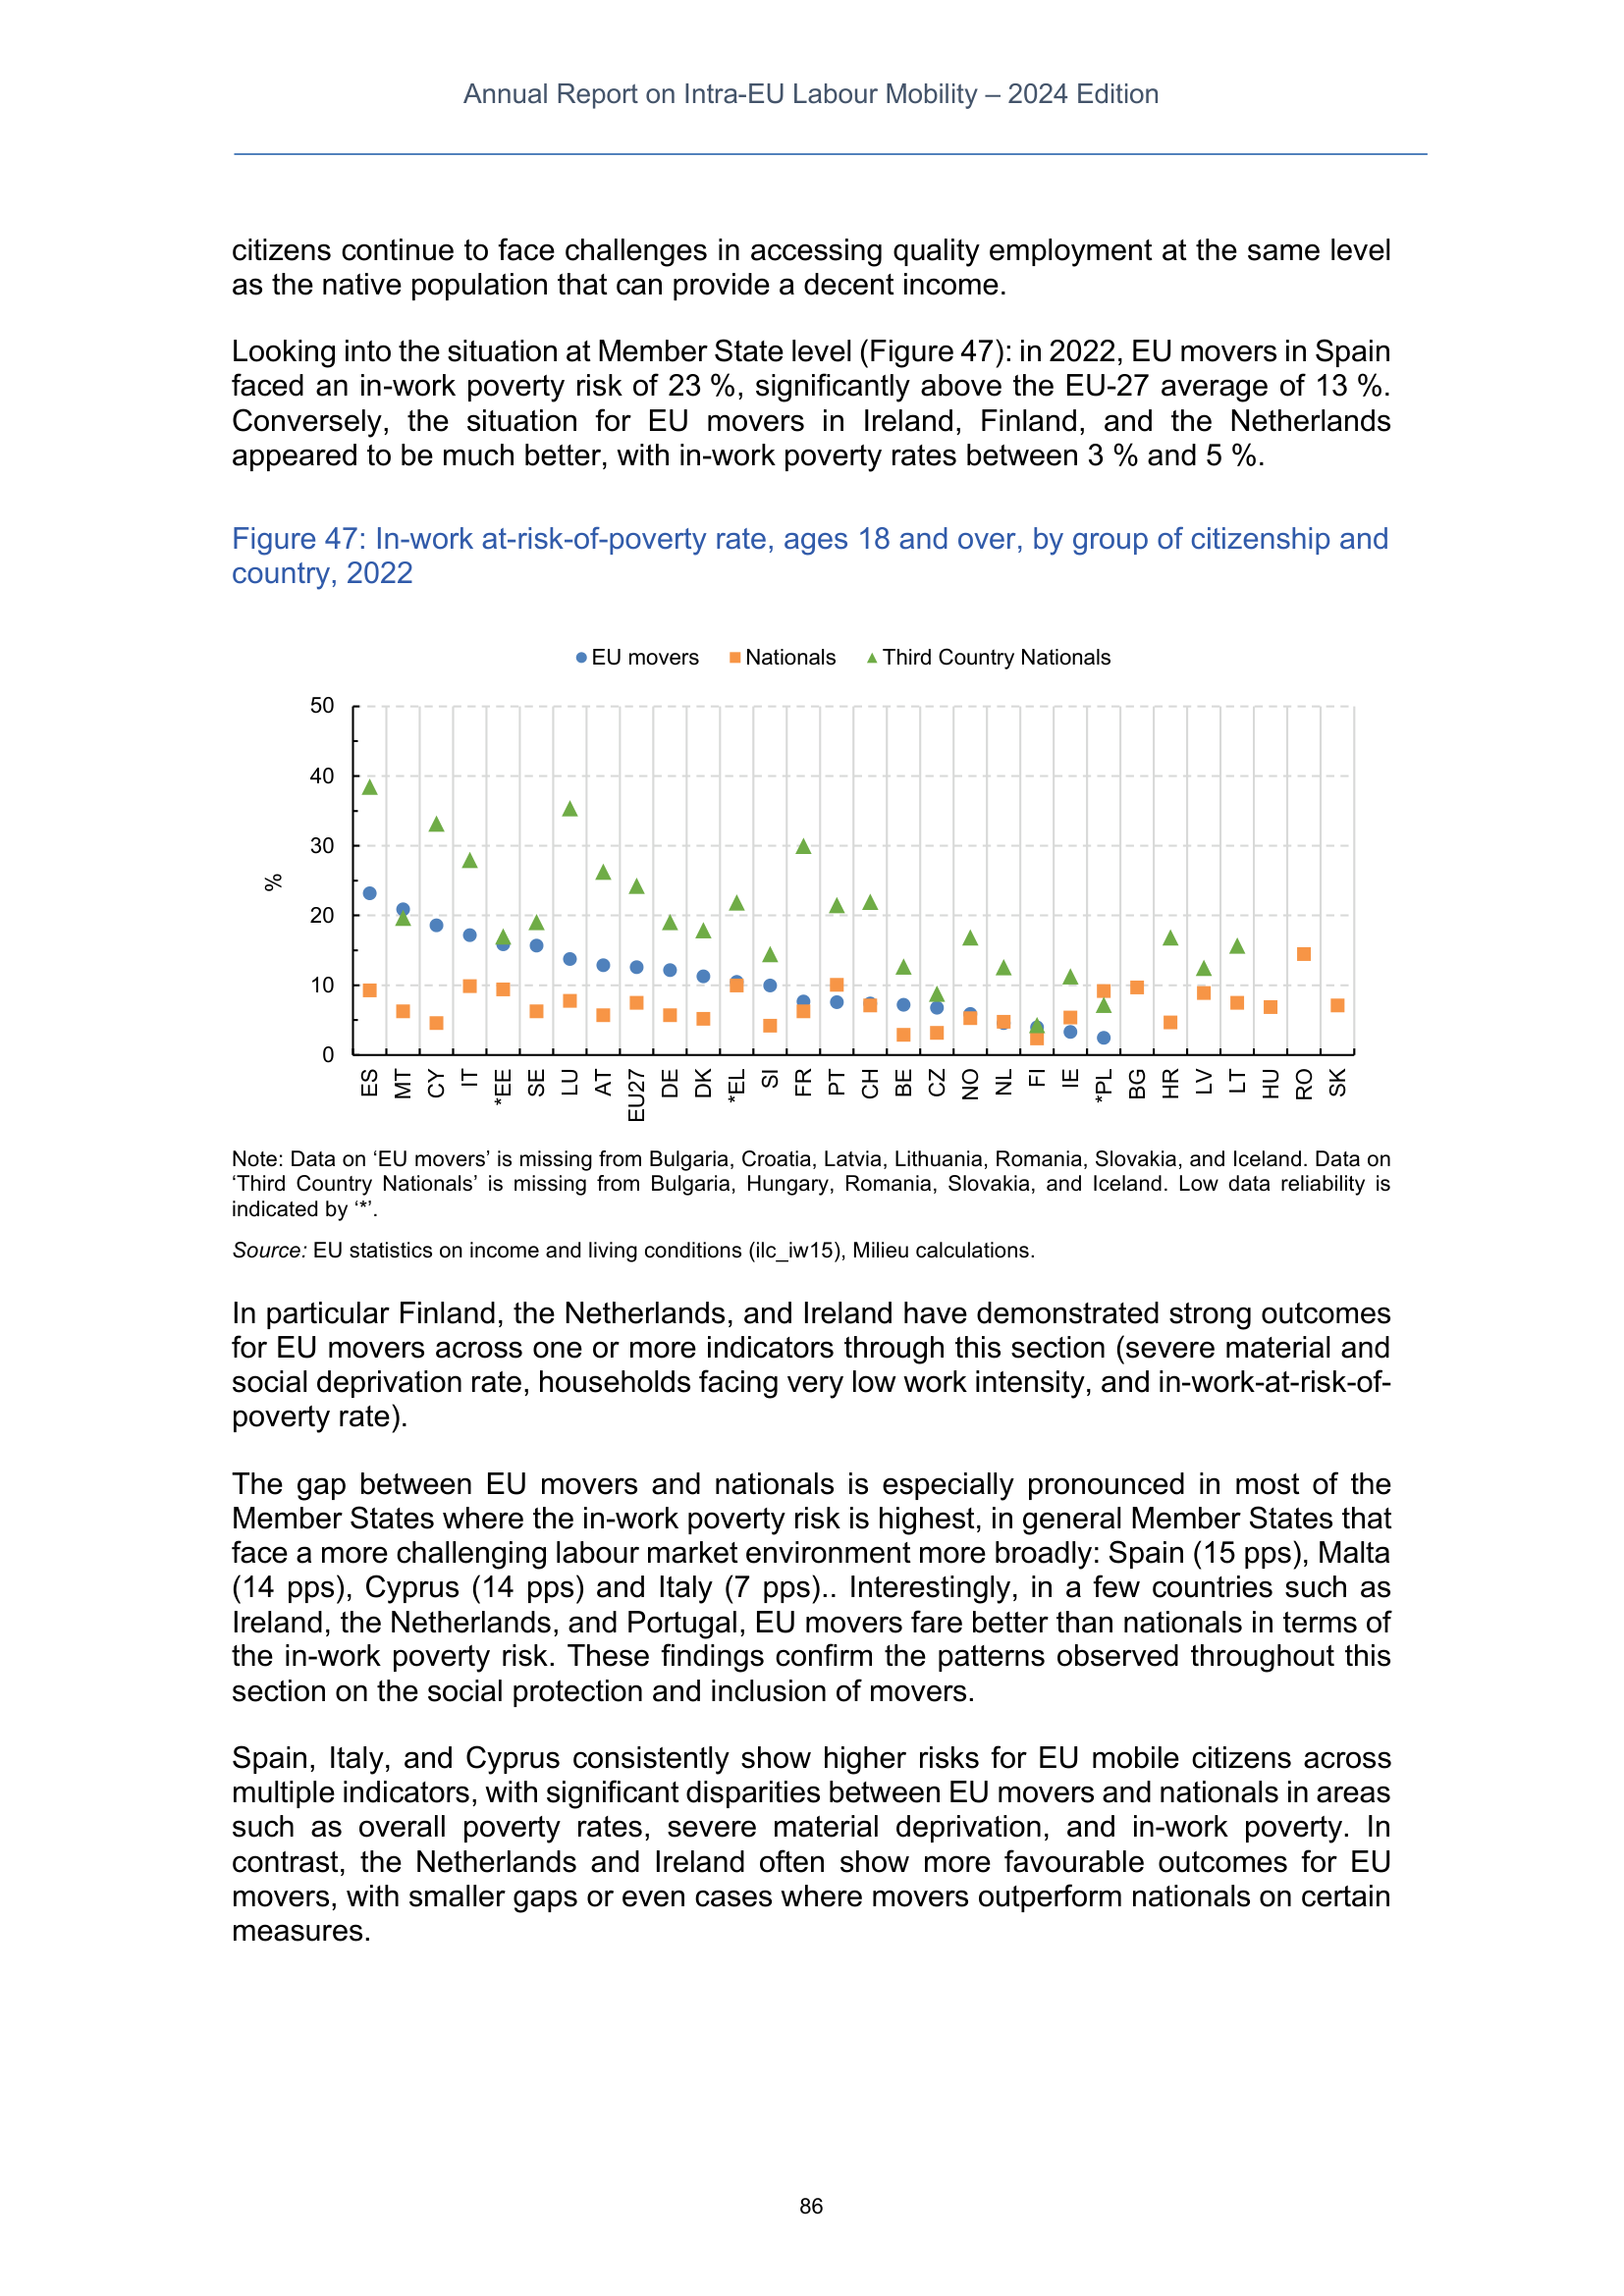 Annual Report on Intra-EU Labour Mobility – 2024 Edition
citizens continue to face challenges in accessing quality employment at the same level
as the native population that can provide a decent income.
Looking into the situation at Member State level (Figure 47): in 2022, EU movers in Spain
faced an in-work poverty risk of 23 %, significantly above the EU-27 average of 13 %.
Conversely, the situation for EU movers in Ireland, Finland, and the Netherlands
appeared to be much better, with in-work poverty rates between 3 % and 5 %.
Figure 47: In-work at-risk-of-poverty rate, ages 18 and over, by group of citizenship and
country, 2022
EU movers Nationals Third Country Nationals
50
40
30
20
10
0
%
ES MT CY IT *EE SE LU AT EU27 DE DK *EL SI FR PT CH BE CZ NO NL FI IE *PL BG HR LV LT HU RO SK
Note: Data on ‘EU movers’ is missing from Bulgaria, Croatia, Latvia, Lithuania, Romania, Slovakia, and Iceland. Data on
‘Third Country Nationals’ is missing from Bulgaria, Hungary, Romania, Slovakia, and Iceland. Low data reliability is
indicated by ‘*’.
Source: EU statistics on income and living conditions (ilc_iw15), Milieu calculations.
In particular Finland, the Netherlands, and Ireland have demonstrated strong outcomes
for EU movers across one or more indicators through this section (severe material and
social deprivation rate, households facing very low work intensity, and in-work-at-risk-of-
poverty rate).
The gap between EU movers and nationals is especially pronounced in most of the
Member States where the in-work poverty risk is highest, in general Member States that
face a more challenging labour market environment more broadly: Spain (15 pps), Malta
(14 pps), Cyprus (14 pps) and Italy (7 pps).. Interestingly, in a few countries such as
Ireland, the Netherlands, and Portugal, EU movers fare better than nationals in terms of
the in-work poverty risk. These findings confirm the patterns observed throughout this
section on the social protection and inclusion of movers.
Spain, Italy, and Cyprus consistently show higher risks for EU mobile citizens across
multiple indicators, with significant disparities between EU movers and nationals in areas
such as overall poverty rates, severe material deprivation, and in-work poverty. In
contrast, the Netherlands and Ireland often show more favourable outcomes for EU
movers, with smaller gaps or even cases where movers outperform nationals on certain
measures.
86